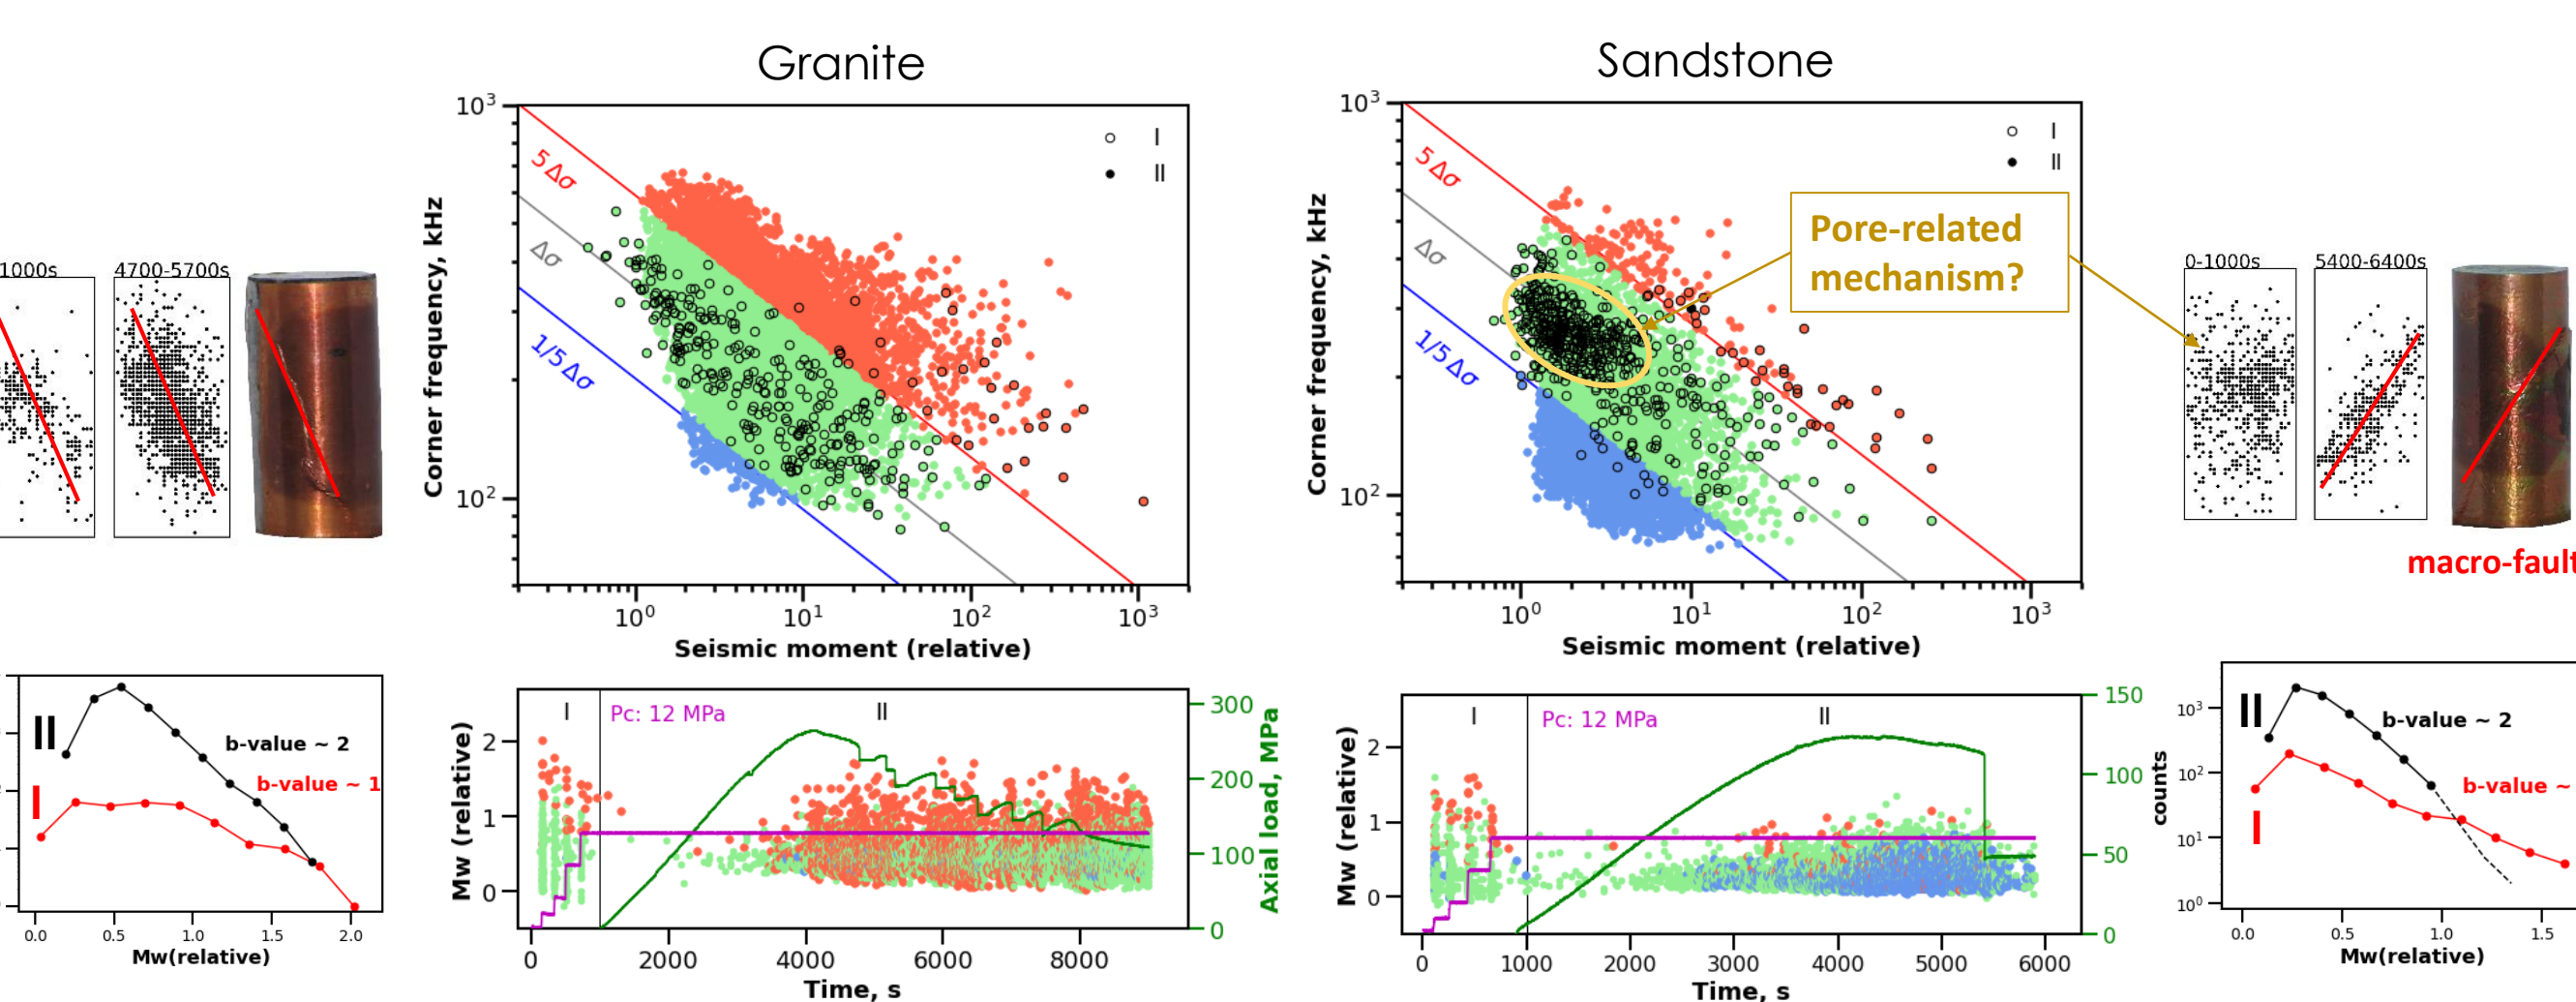 Granite
Sandstone
10³
5 Δσ
Δσ
1/5 Δσ
I
II
10²
Corner frequency, kHz
10⁰
10¹
10²
10³
Seismic moment (relative)
10³
5 Δσ
Δσ
1/5 Δσ
I
II
10²
Corner frequency, kHz
10⁰
10¹
10²
10³
Seismic moment (relative)
Pore-related
mechanism?
1000s
4700-5700s
0-1000s
5400-6400s
macro-fault
II
I
b-value ~ 2
b-value ~ 1
0.0
0.5
1.0
1.5
2.0
Mw(relative)
I
Pc: 12 MPa
II
2
1
0
Mw (relative)
300
200
100
0
Axial load, MPa
0
2000
4000
6000
8000
Time, s
I
Pc: 12 MPa
II
2
1
0
Mw (relative)
150
100
50
0
0
1000
2000
3000
4000
5000
6000
Time, s
II
I
b-value ~ 2
b-value ~
10³
10²
10¹
10⁰
counts
0.0
0.5
1.0
1.5
Mw(relative)